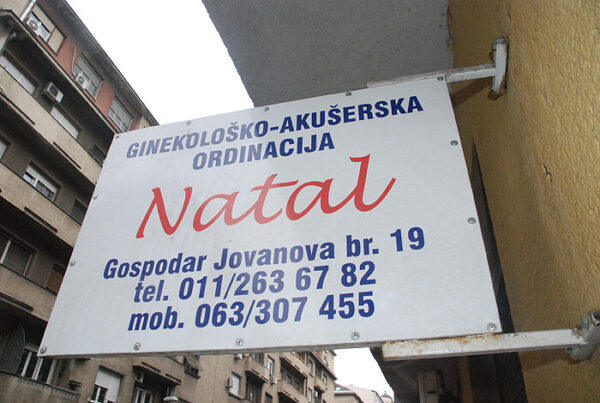 GINEKOLOŠKO-AKUŠERSKA
ORDINACIJA
Natal
Gospodar Jovanova br. 19
tel. 011/263 67 82
mob. 063/307 455